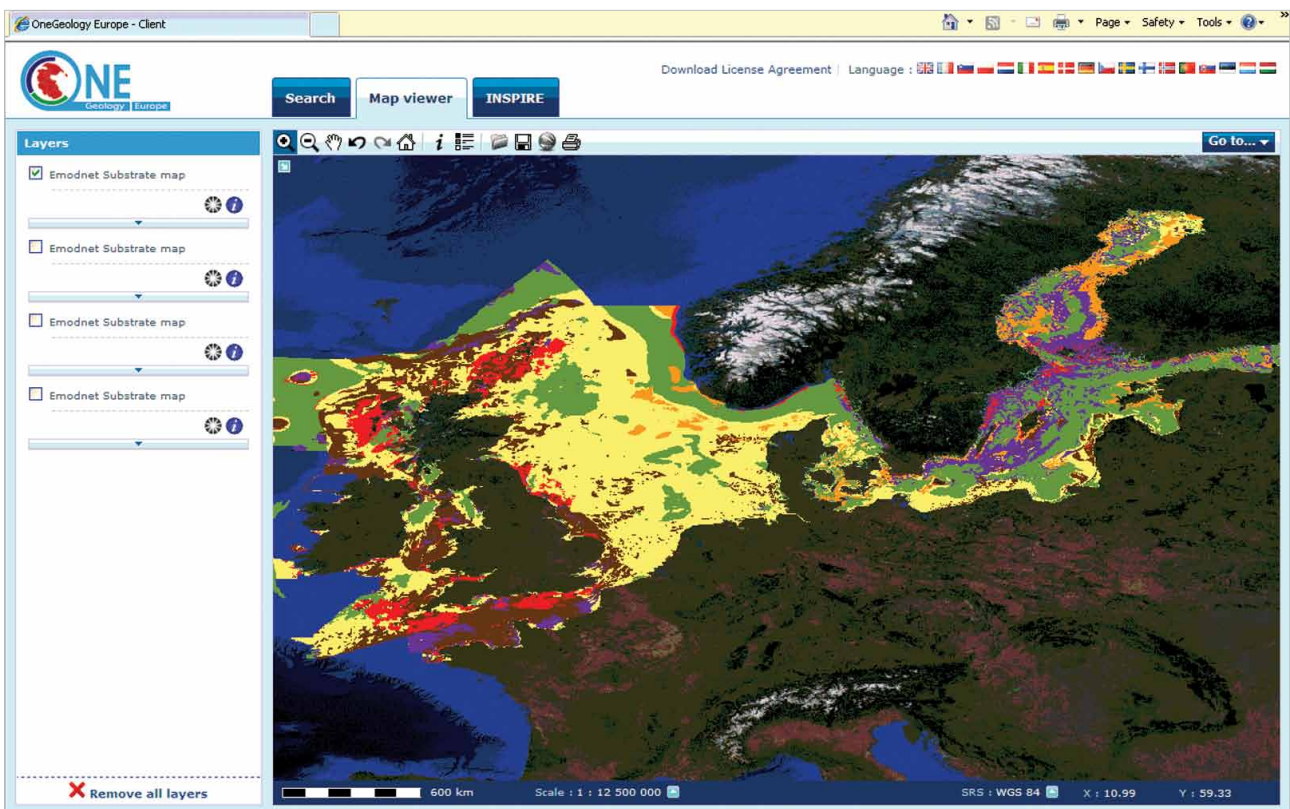 OneGeology Europe - Client
Page
Safety
Tools
»
ONE
Geology Europe
Download License Agreement | Language :
Search
Map viewer
INSPIRE
Layers
Go to...
Emodnet Substrate map
Emodnet Substrate map
Emodnet Substrate map
Emodnet Substrate map
Remove all layers
600 km
Scale : 1 : 12 500 000
SRS : WGS 84
X : 10.99
Y : 59.33